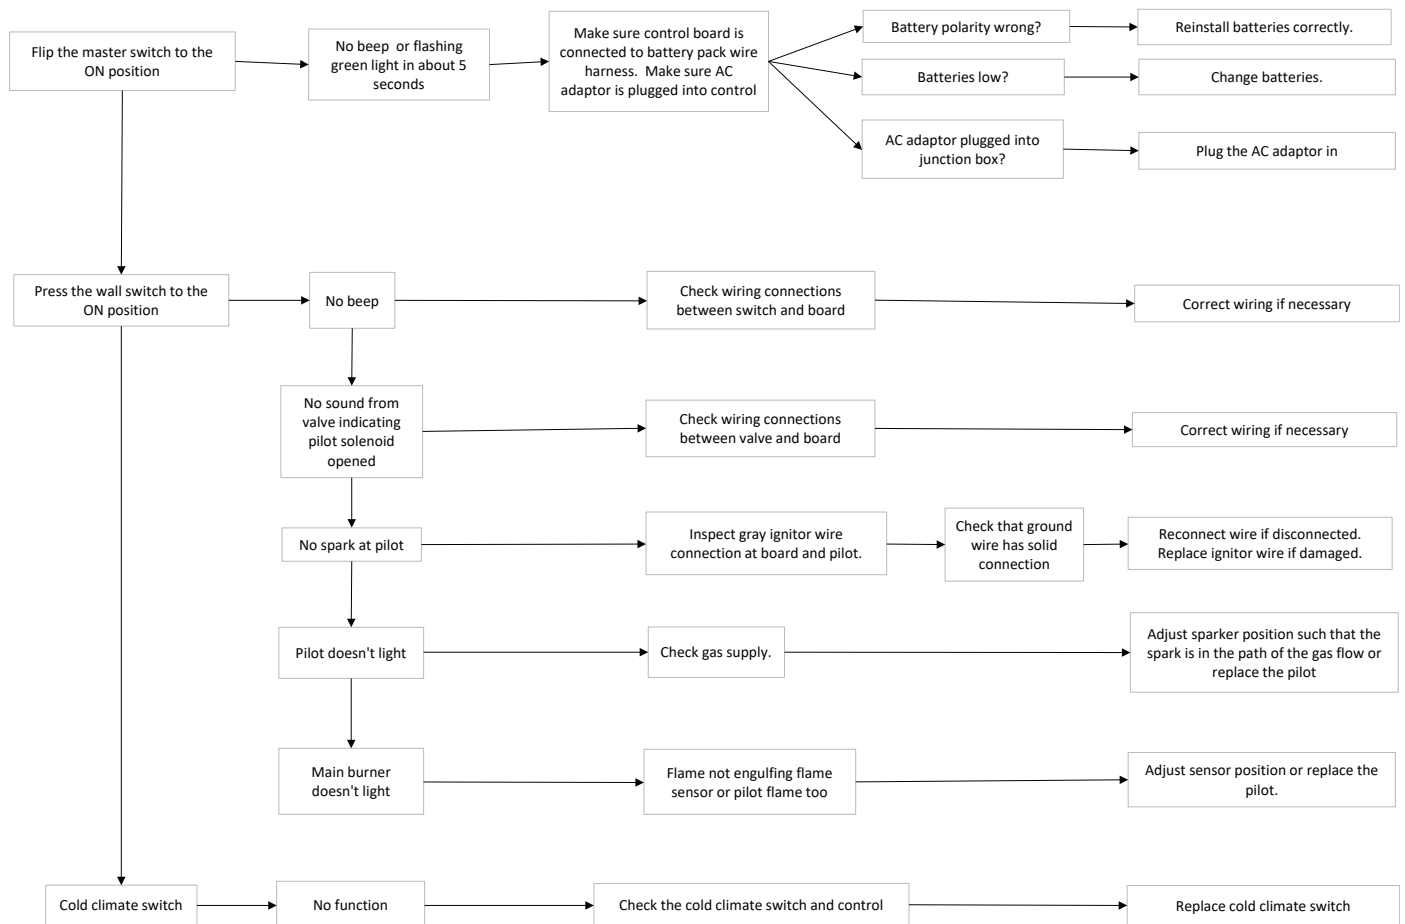 Flip the master switch to the
ON position
No beep or flashing
green light in about 5
seconds
Make sure control board is
connected to battery pack wire
harness. Make sure AC
adaptor is plugged into control
Battery polarity wrong?
Reinstall batteries correctly.
Batteries low?
Change batteries.
AC adaptor plugged into
junction box?
Plug the AC adaptor in
Press the wall switch to the
ON position
No beep
Check wiring connections
between switch and board
Correct wiring if necessary
No sound from
valve indicating
pilot solenoid
opened
Check wiring connections
between valve and board
Correct wiring if necessary
No spark at pilot
Inspect gray ignitor wire
connection at board and pilot.
Check that ground
wire has solid
connection
Reconnect wire if disconnected.
Replace ignitor wire if damaged.
Pilot doesn't light
Check gas supply.
Adjust sparker position such that the
spark is in the path of the gas flow or
replace the pilot
Main burner
doesn't light
Flame not engulfing flame
sensor or pilot flame too
Adjust sensor position or replace the
pilot.
Cold climate switch
No function
Check the cold climate switch and control
Replace cold climate switch